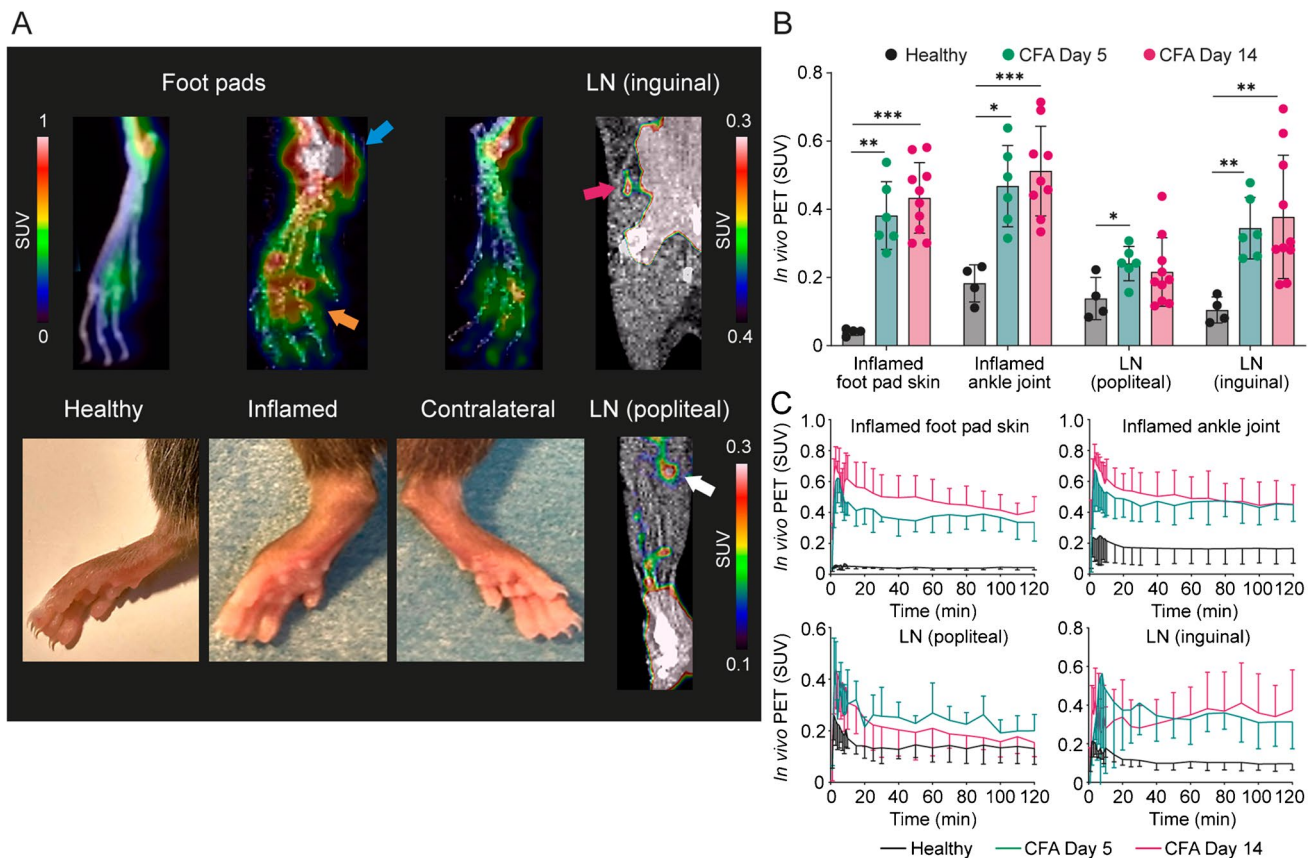 A
Foot pads
LN (inguinal)
1
SUV
0
0.3
SUV
0.4
Healthy
Inflamed
Contralateral
LN (popliteal)
0.3
SUV
0.1
B
Healthy
CFA Day 5
CFA Day 14
In vivo PET (SUV)
0.8
0.6
0.4
0.2
0
**
***
*
***
*
**
**
Inflamed
foot pad skin
Inflamed
ankle joint
LN
(popliteal)
LN
(inguinal)
C
Inflamed foot pad skin
In vivo PET (SUV)
1.0
0.8
0.6
0.4
0.2
0
0 20 40 60 80 100 120
Time (min)
Inflamed ankle joint
1.0
0.8
0.6
0.4
0.2
0
0 20 40 60 80 100 120
Time (min)
LN (popliteal)
In vivo PET (SUV)
0.6
0.4
0.2
0
0 20 40 60 80 100 120
Time (min)
LN (inguinal)
0.8
0.6
0.4
0.2
0
0 20 40 60 80 100 120
Time (min)
Healthy
CFA Day 5
CFA Day 14